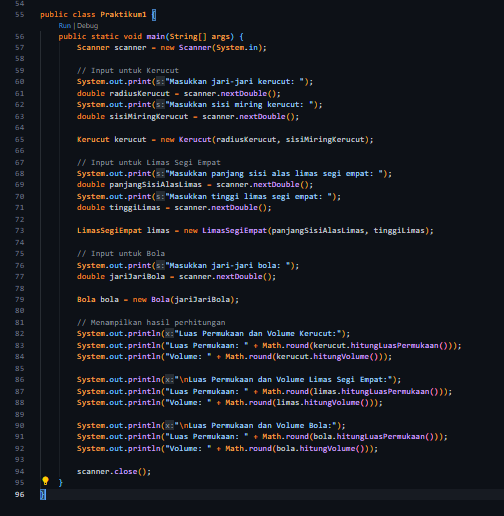 54
55 public class Praktikum1 {
Run | Debug
56 public static void main(String[] args) {
57 Scanner scanner = new Scanner(System.in);
58
59 // Input untuk Kerucut
60 System.out.print(s:"Masukkan jari-jari kerucut: ");
61 double radiusKerucut = scanner.nextDouble();
62 System.out.print(s:"Masukkan sisi miring kerucut: ");
63 double sisiMiringKerucut = scanner.nextDouble();
64
65 Kerucut kerucut = new Kerucut(radiusKerucut, sisiMiringKerucut);
66
67 // Input untuk Limas Segi Empat
68 System.out.print(s:"Masukkan panjang sisi alas limas segi empat: ");
69 double panjangSisiAlasLimas = scanner.nextDouble();
70 System.out.print(s:"Masukkan tinggi limas segi empat: ");
71 double tinggiLimas = scanner.nextDouble();
72
73 LimasSegiEmpat limas = new LimasSegiEmpat(panjangSisiAlasLimas, tinggiLimas);
74
75 // Input untuk Bola
76 System.out.print(s:"Masukkan jari-jari bola: ");
77 double jariJariBola = scanner.nextDouble();
78
79 Bola bola = new Bola(jariJariBola);
80
81 // Menampilkan hasil perhitungan
82 System.out.println(x:"Luas Permukaan dan Volume Kerucut:");
83 System.out.println("Luas Permukaan: " + Math.round(kerucut.hitungLuasPermukaan()));
84 System.out.println("Volume: " + Math.round(kerucut.hitungVolume()));
85
86 System.out.println(x:"\nLuas Permukaan dan Volume Limas Segi Empat:");
87 System.out.println("Luas Permukaan: " + Math.round(limas.hitungLuasPermukaan()));
88 System.out.println("Volume: " + Math.round(limas.hitungVolume()));
89
90 System.out.println(x:"\nLuas Permukaan dan Volume Bola:");
91 System.out.println("Luas Permukaan: " + Math.round(bola.hitungLuasPermukaan()));
92 System.out.println("Volume: " + Math.round(bola.hitungVolume()));
93
94 scanner.close();
95 }
96 }